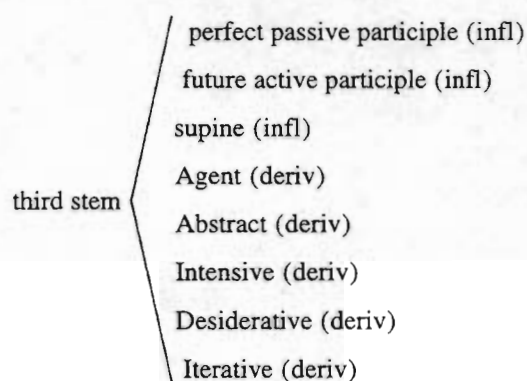 perfect passive participle (infl)
future active participle (infl)
supine (infl)
Agent (deriv)
third stem
Abstract (deriv)
Intensive (deriv)
Desiderative (deriv)
Iterative (deriv)